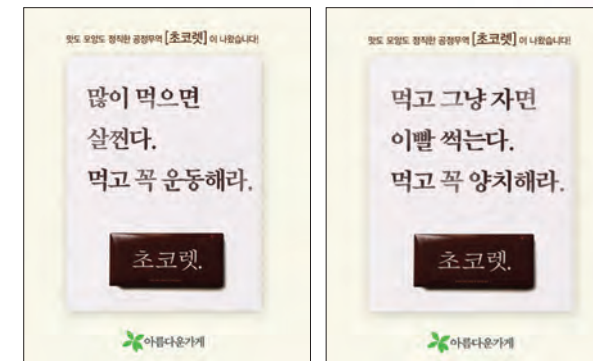 맛도 모양도 정직한 공정무역 [초코렛] 이 나왔습니다!
많이 먹으면
살찐다.
먹고 꼭 운동해라.
초코렛.
아름다운가게
맛도 모양도 정직한 공정무역 [초코렛] 이 나왔습니다!
먹고 그냥 자면
이빨 썩는다.
먹고 꼭 양치해라.
초코렛.
아름다운가게